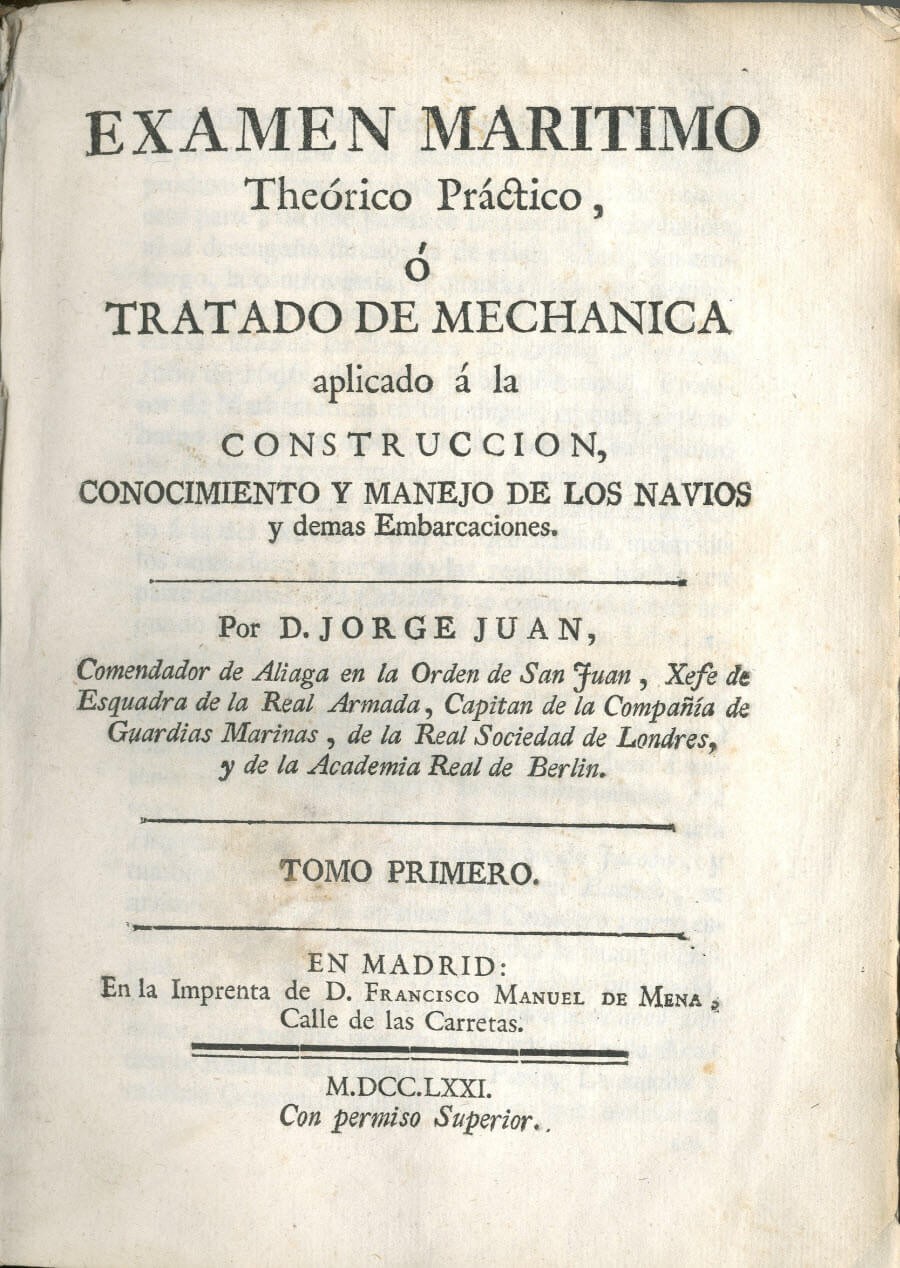 EXAMEN MARITIMO
Theórico Práctico,
ó
TRATADO DE MECHANICA
aplicado á la
CONSTRUCCION,
CONOCIMIENTO Y MANEJO DE LOS NAVIOS
y demas Embarcaciones.
Por D. JORGE JUAN,
Comendador de Aliaga en la Orden de San Juan, Xefe de
Esquadra de la Real Armada, Capitan de la Compañía de
Guardias Marinas, de la Real Sociedad de Londres,
y de la Academia Real de Berlin.
TOMO PRIMERO.
EN MADRID:
En la Imprenta de D. FRANCISCO MANUEL DE MENA,
Calle de las Carretas.
M.DCC.LXXI.
Con permiso Superior.